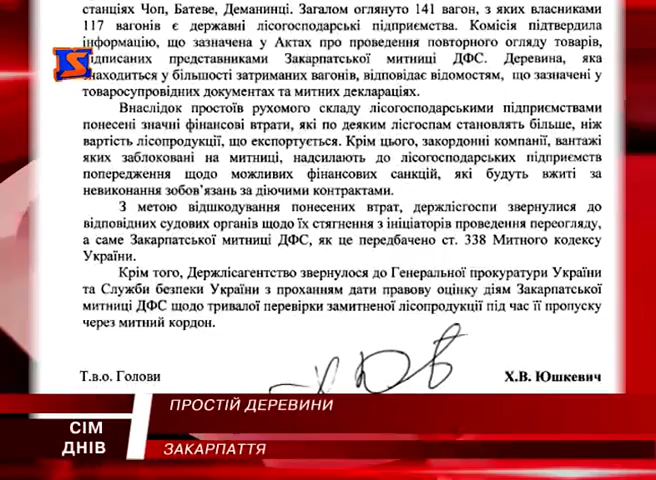 станціях Чоп, Батеве, Деманинці. Загалом оглянуто 141 вагон, з яких власниками
117 вагонів є державні лісогосподарські підприємства. Комісія підтвердила
інформацію, що зазначена у Актах про проведення повторного огляду товарів,
підписаних представниками Закарпатської митниці ДФС. Деревина, яка
знаходиться у більшості затриманих вагонів, відповідає відомостям, що зазначені у
товаросупровідних документах та митних деклараціях.
Внаслідок простоїв рухомого складу лісогосподарськими підприємствами
понесені значні фінансові втрати, які по деяким лісгоспам становлять більше, ніж
вартість лісопродукції, що експортується. Крім цього, закордонні компанії, вантажі
яких заблоковані на митниці, надсилають до лісогосподарських підприємств
попередження щодо можливих фінансових санкцій, які будуть вжиті за
невиконання зобов’язань за діючими контрактами.
З метою відшкодування понесених втрат, держлісгоспи звернулися до
відповідних судових органів щодо їх стягнення з ініціаторів проведення переогляду,
а саме Закарпатської митниці ДФС, як це передбачено ст. 338 Митного кодексу
України.
Крім того, Держлісагентство звернулося до Генеральної прокуратури України
та Служби безпеки України з проханням дати правову оцінку діям Закарпатської
митниці ДФС щодо тривалої перевірки замитненої лісопродукції під час її пропуску
через митний кордон.
Т.в.о. Голови Х.В. Юшкевич
ПРОСТІЙ ДЕРЕВИНИ
СІМ
ДНІВ
ЗАКАРПАТТЯ